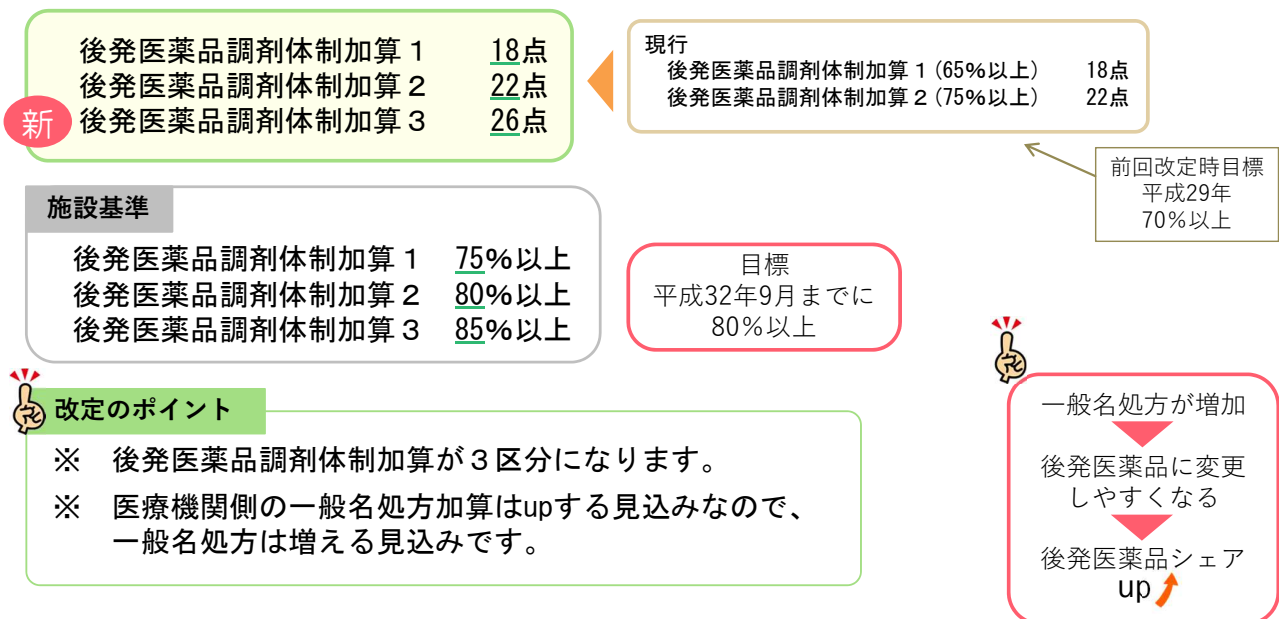 後発医薬品調剤体制加算１　18点
後発医薬品調剤体制加算２　22点
新 後発医薬品調剤体制加算３　26点
現行
後発医薬品調剤体制加算１(65%以上)　18点
後発医薬品調剤体制加算２(75%以上)　22点
前回改定時目標
平成29年
70%以上
施設基準
後発医薬品調剤体制加算１　75%以上
後発医薬品調剤体制加算２　80%以上
後発医薬品調剤体制加算３　85%以上
目標
平成32年9月までに
80%以上
改定のポイント
※　後発医薬品調剤体制加算が３区分になります。
※　医療機関側の一般名処方加算はupする見込みなので、
一般名処方は増える見込みです。
一般名処方が増加
後発医薬品に変更
しやすくなる
後発医薬品シェア
up